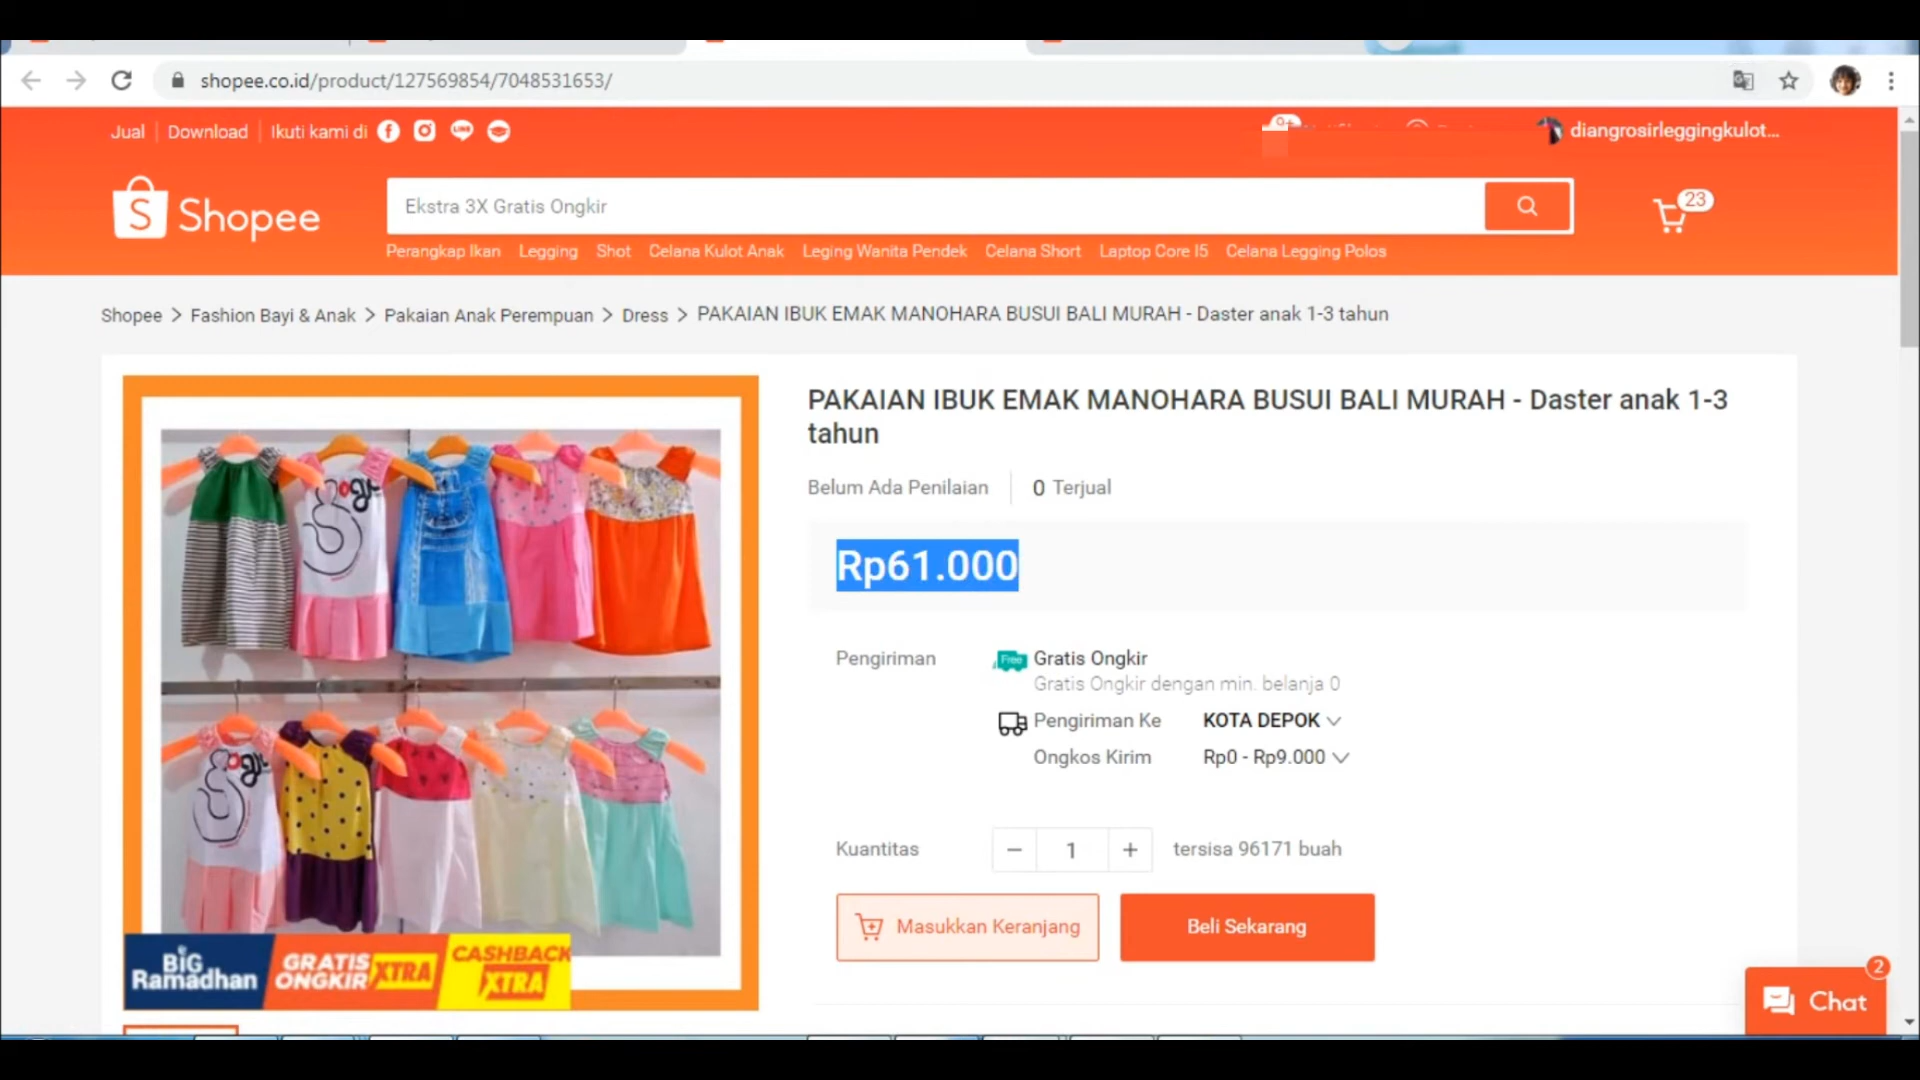 shopee.co.id/product/127569854/7048531653/
Jual Download Ikuti kami di
diangrosirleggingkulot...
Shopee
Ekstra 3X Gratis Ongkir
23
Perangkap Ikan Legging Shot Celana Kulot Anak Leging Wanita Pendek Celana Short Laptop Core I5 Celana Legging Polos
Shopee > Fashion Bayi & Anak > Pakaian Anak Perempuan > Dress > PAKAIAN IBUK EMAK MANOHARA BUSUI BALI MURAH - Daster anak 1-3 tahun
PAKAIAN IBUK EMAK MANOHARA BUSUI BALI MURAH - Daster anak 1-3
tahun
Belum Ada Penilaian 0 Terjual
Rp61.000
Pengiriman Free Gratis Ongkir
Gratis Ongkir dengan min. belanja 0
Pengiriman Ke KOTA DEPOK
Ongkos Kirim Rp0 - Rp9.000
Kuantitas − 1 + tersisa 96171 buah
Masukkan Keranjang Beli Sekarang
BiG
Ramadhan
GRATIS
ONGKIR XTRA
CASHBACK
XTRA
2
Chat